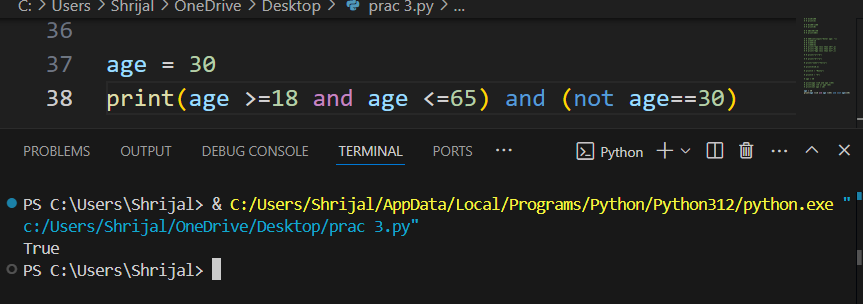 C: > Users > Shrijal > OneDrive > Desktop > prac 3.py > ...
36
37 age = 30
38 print(age >=18 and age <=65) and (not age==30)
PROBLEMS OUTPUT DEBUG CONSOLE TERMINAL PORTS ... Python
PS C:\Users\Shrijal> & C:/Users/Shrijal/AppData/Local/Programs/Python/Python312/python.exe "
c:/Users/Shrijal/OneDrive/Desktop/prac 3.py"
True
PS C:\Users\Shrijal>